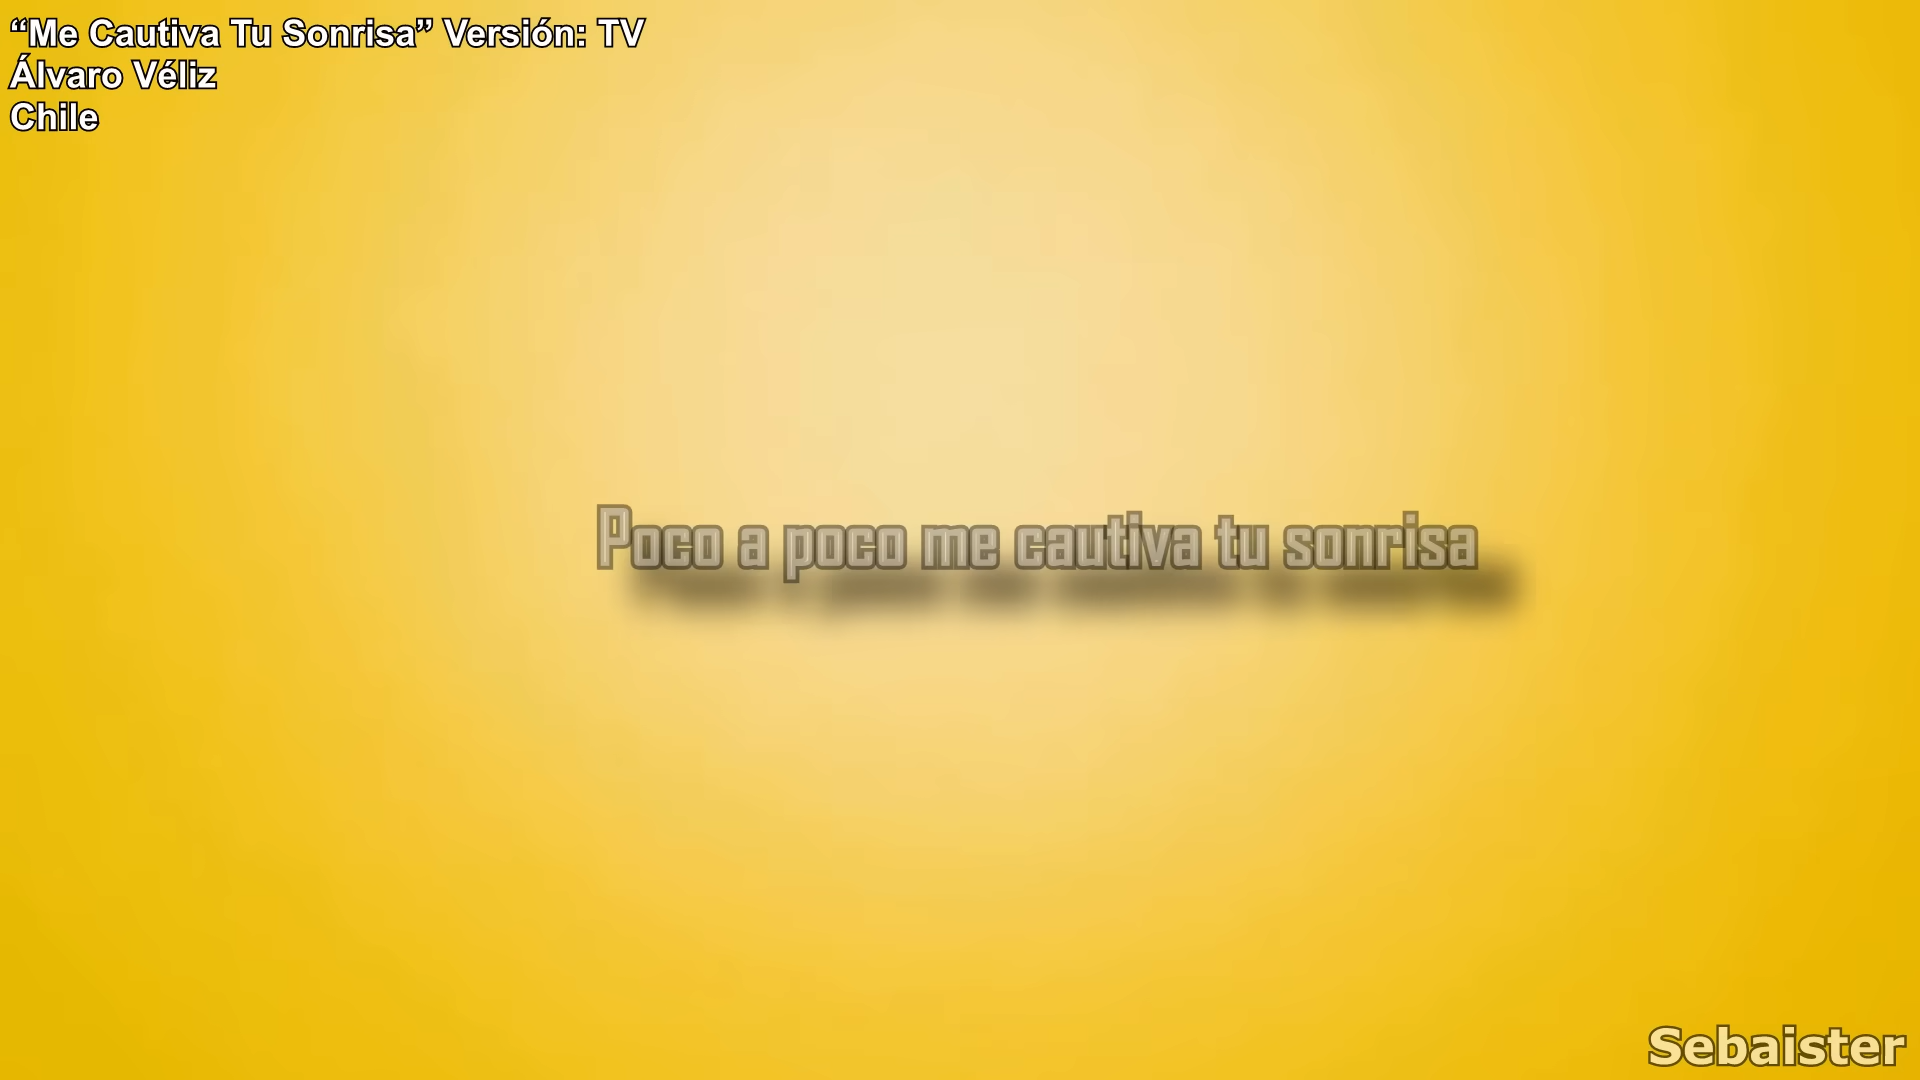 “Me Cautiva Tu Sonrisa” Versión: TV
Álvaro Véliz
Chile
Poco a poco me cautiva tu sonrisa
Sebaister